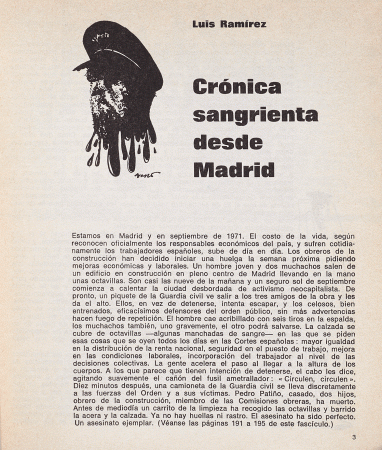 Luis Ramírez
Crónica
sangrienta
desde
Madrid
Estamos en Madrid y en septiembre de 1971. El costo de la vida, según
reconocen oficialmente los responsables económicos del país, y sufren cotidia-
namente los trabajadores españoles, sube de día en día. Los obreros de la
construcción han decidido iniciar una huelga la semana próxima pidiendo
mejoras económicas y laborales. Un hombre joven y dos muchachos salen de
un edificio en construcción en pleno centro de Madrid llevando en la mano
unas octavillas. Son casi las nueve de la mañana y un seguro sol de septiembre
comienza a calentar la ciudad desbordada de activismo neocapitalista. De
pronto, un piquete de la Guardia civil ve salir a los tres amigos de la obra y les
da el alto. Ellos, en vez de detenerse, intenta escapar, y los celosos, bien
entrenados, eficacísimos defensores del orden público, sin más advertencias
hacen fuego de repetición. El hombre cae acribillado con seis tiros en la espalda,
los muchachos también, uno gravemente, el otro podrá salvarse. La calzada se
cubre de octavillas —algunas manchadas de sangre— en las que se piden
esas cosas que se oyen todos los días en las Cortes españolas : mayor igualdad
en la distribución de la renta nacional, seguridad en el puesto de trabajo, mejora
en las condiciones laborales, incorporación del trabajador al nivel de las
decisiones colectivas. La gente acelera el paso al llegar a la altura de los
cuerpos. A los que parece que tienen intención de detenerse, el cabo les dice,
agitando suavemente el cañón del fusil ametrallador : « Circulen, circulen ».
Diez minutos después, una camioneta de la Guardia civil se lleva discretamente
a las fuerzas del Orden y a sus víctimas. Pedro Patiño, casado, dos hijos,
obrero de la construcción, miembro de las Comisiones obreras, ha muerto.
Antes de mediodía un carrito de la limpieza ha recogido las octavillas y barrido
la acera y la calzada. Ya no hay huellas ni rastro. El asesinato ha sido perfecto.
Un asesinato ejemplar. (Véanse las páginas 191 a 195 de este fascículo.)
3